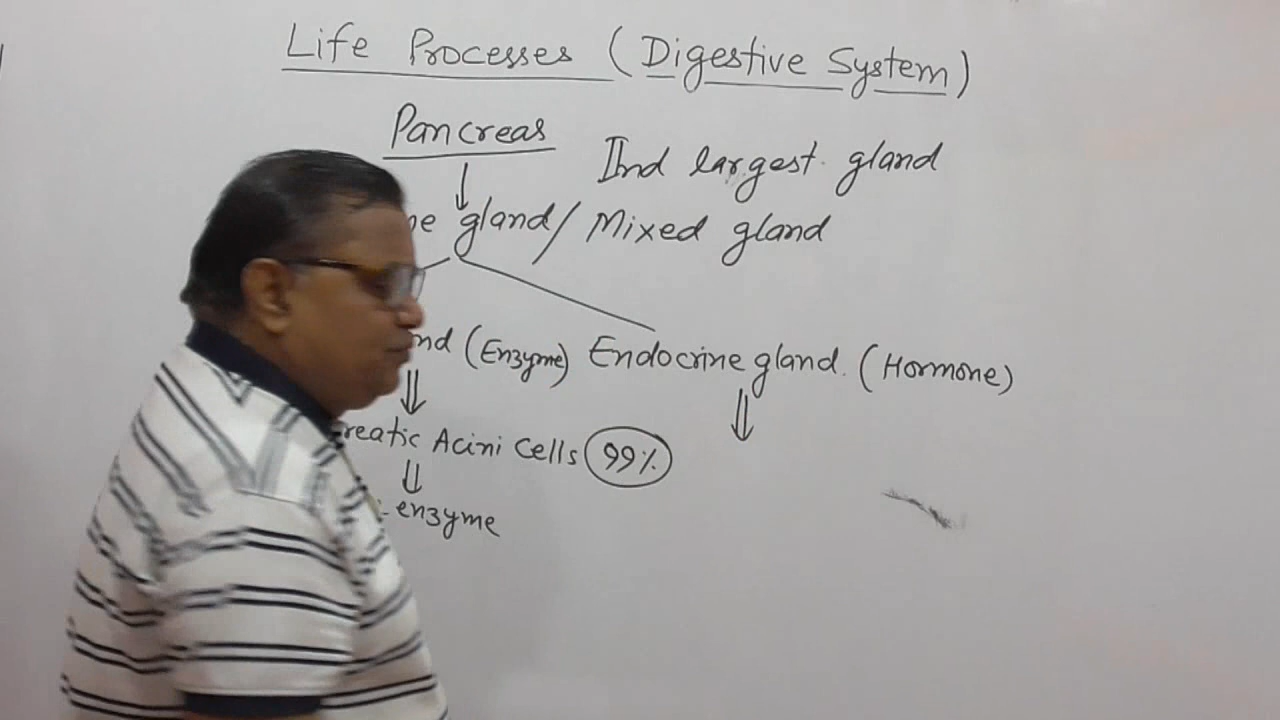 Life Processes (Digestive System)
Pancreas IInd largest gland
gland/ Mixed gland
(Enzyme) Endocrine gland. (Hormone)
Acini Cells 99%
enzyme